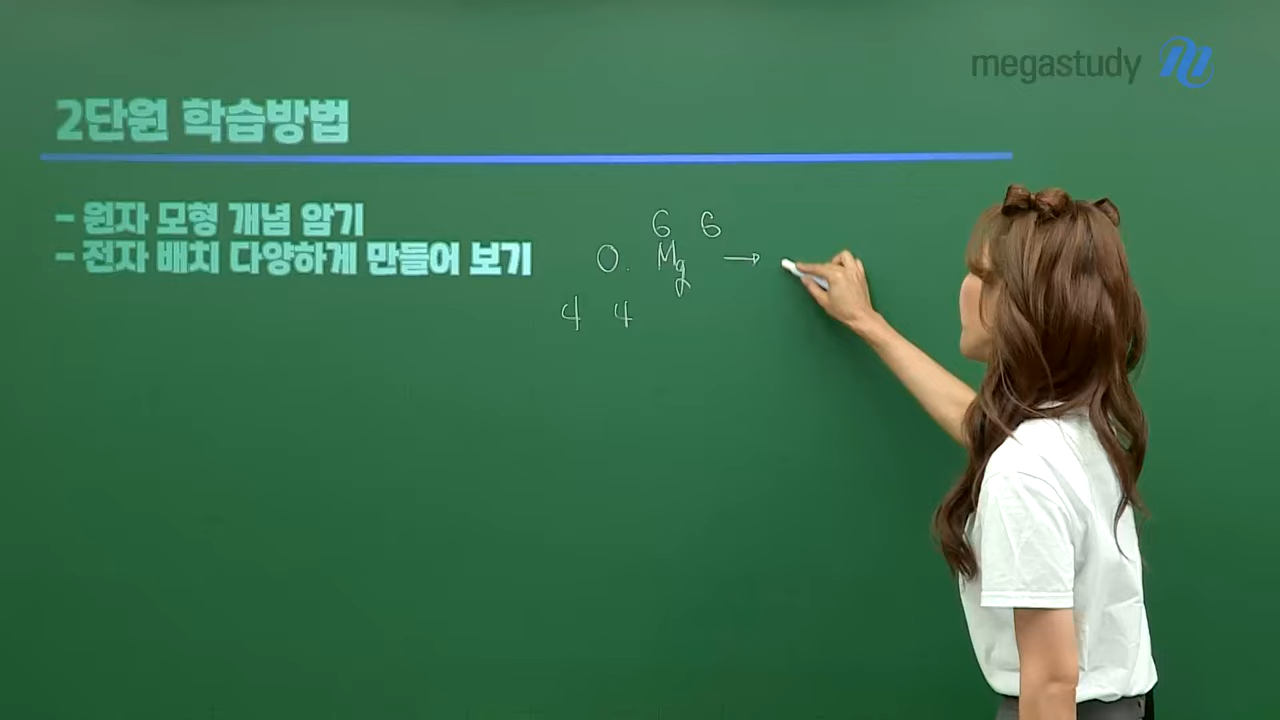 megastudy
2단원 학습방법
- 원자 모형 개념 암기
- 전자 배치 다양하게 만들어 보기
6 6
O. Mg →
4 4